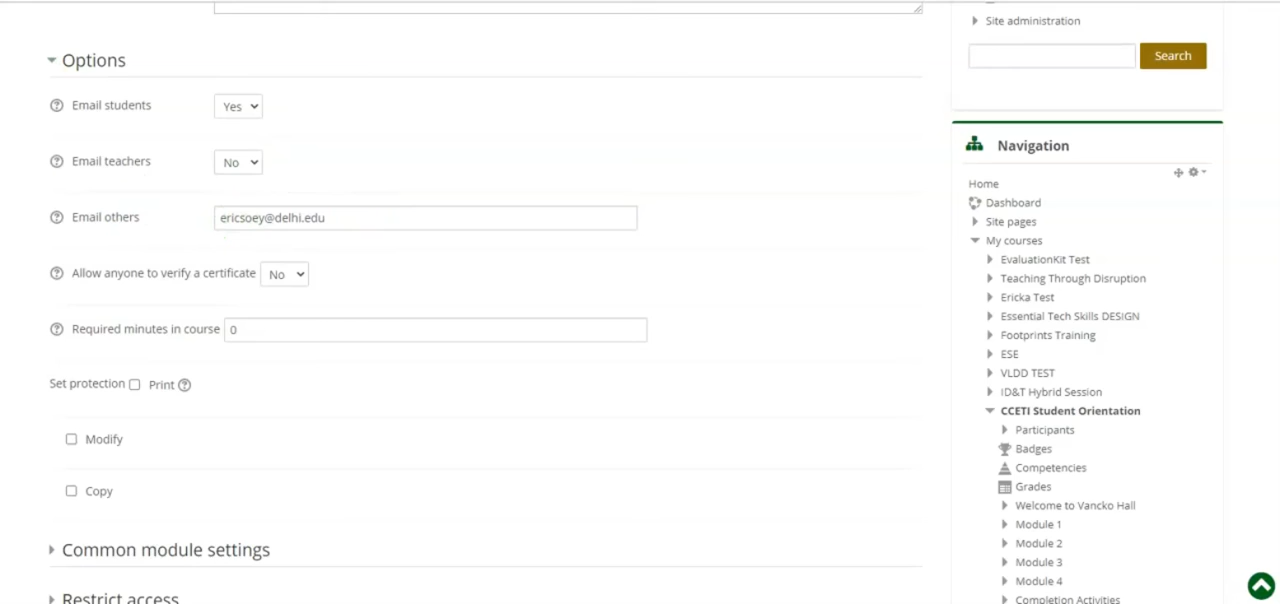 Options
Email students Yes
Email teachers No
Email others ericsoey@delhi.edu
Allow anyone to verify a certificate No
Required minutes in course 0
Set protection Print
Modify
Copy
Common module settings
Restrict access
Site administration
Search
Navigation
Home
Dashboard
Site pages
My courses
EvaluationKit Test
Teaching Through Disruption
Ericka Test
Essential Tech Skills DESIGN
Footprints Training
ESE
VLDD TEST
ID&T Hybrid Session
CCETI Student Orientation
Participants
Badges
Competencies
Grades
Welcome to Vancko Hall
Module 1
Module 2
Module 3
Module 4
Completion Activities